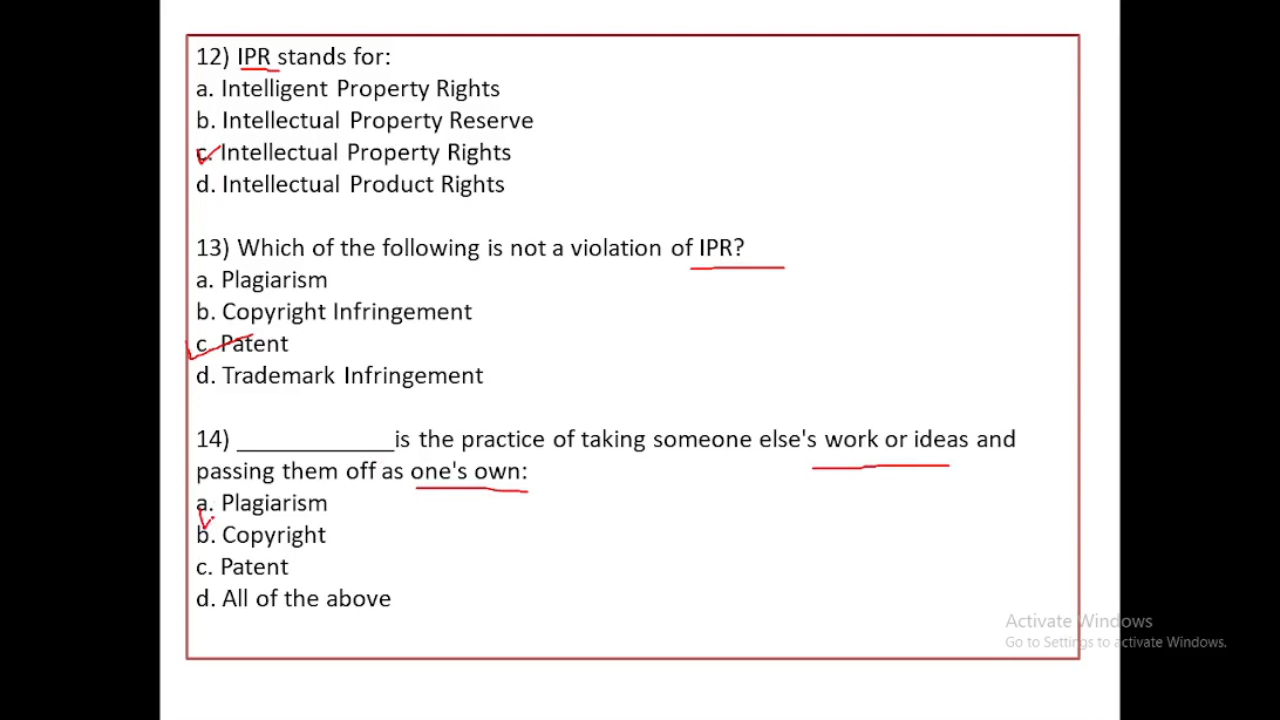 12) IPR stands for:
a. Intelligent Property Rights
b. Intellectual Property Reserve
c. Intellectual Property Rights
d. Intellectual Product Rights
13) Which of the following is not a violation of IPR?
a. Plagiarism
b. Copyright Infringement
c. Patent
d. Trademark Infringement
14) ____________is the practice of taking someone else's work or ideas and
passing them off as one's own:
a. Plagiarism
b. Copyright
c. Patent
d. All of the above
Activate Windows
Go to Settings to activate Windows.